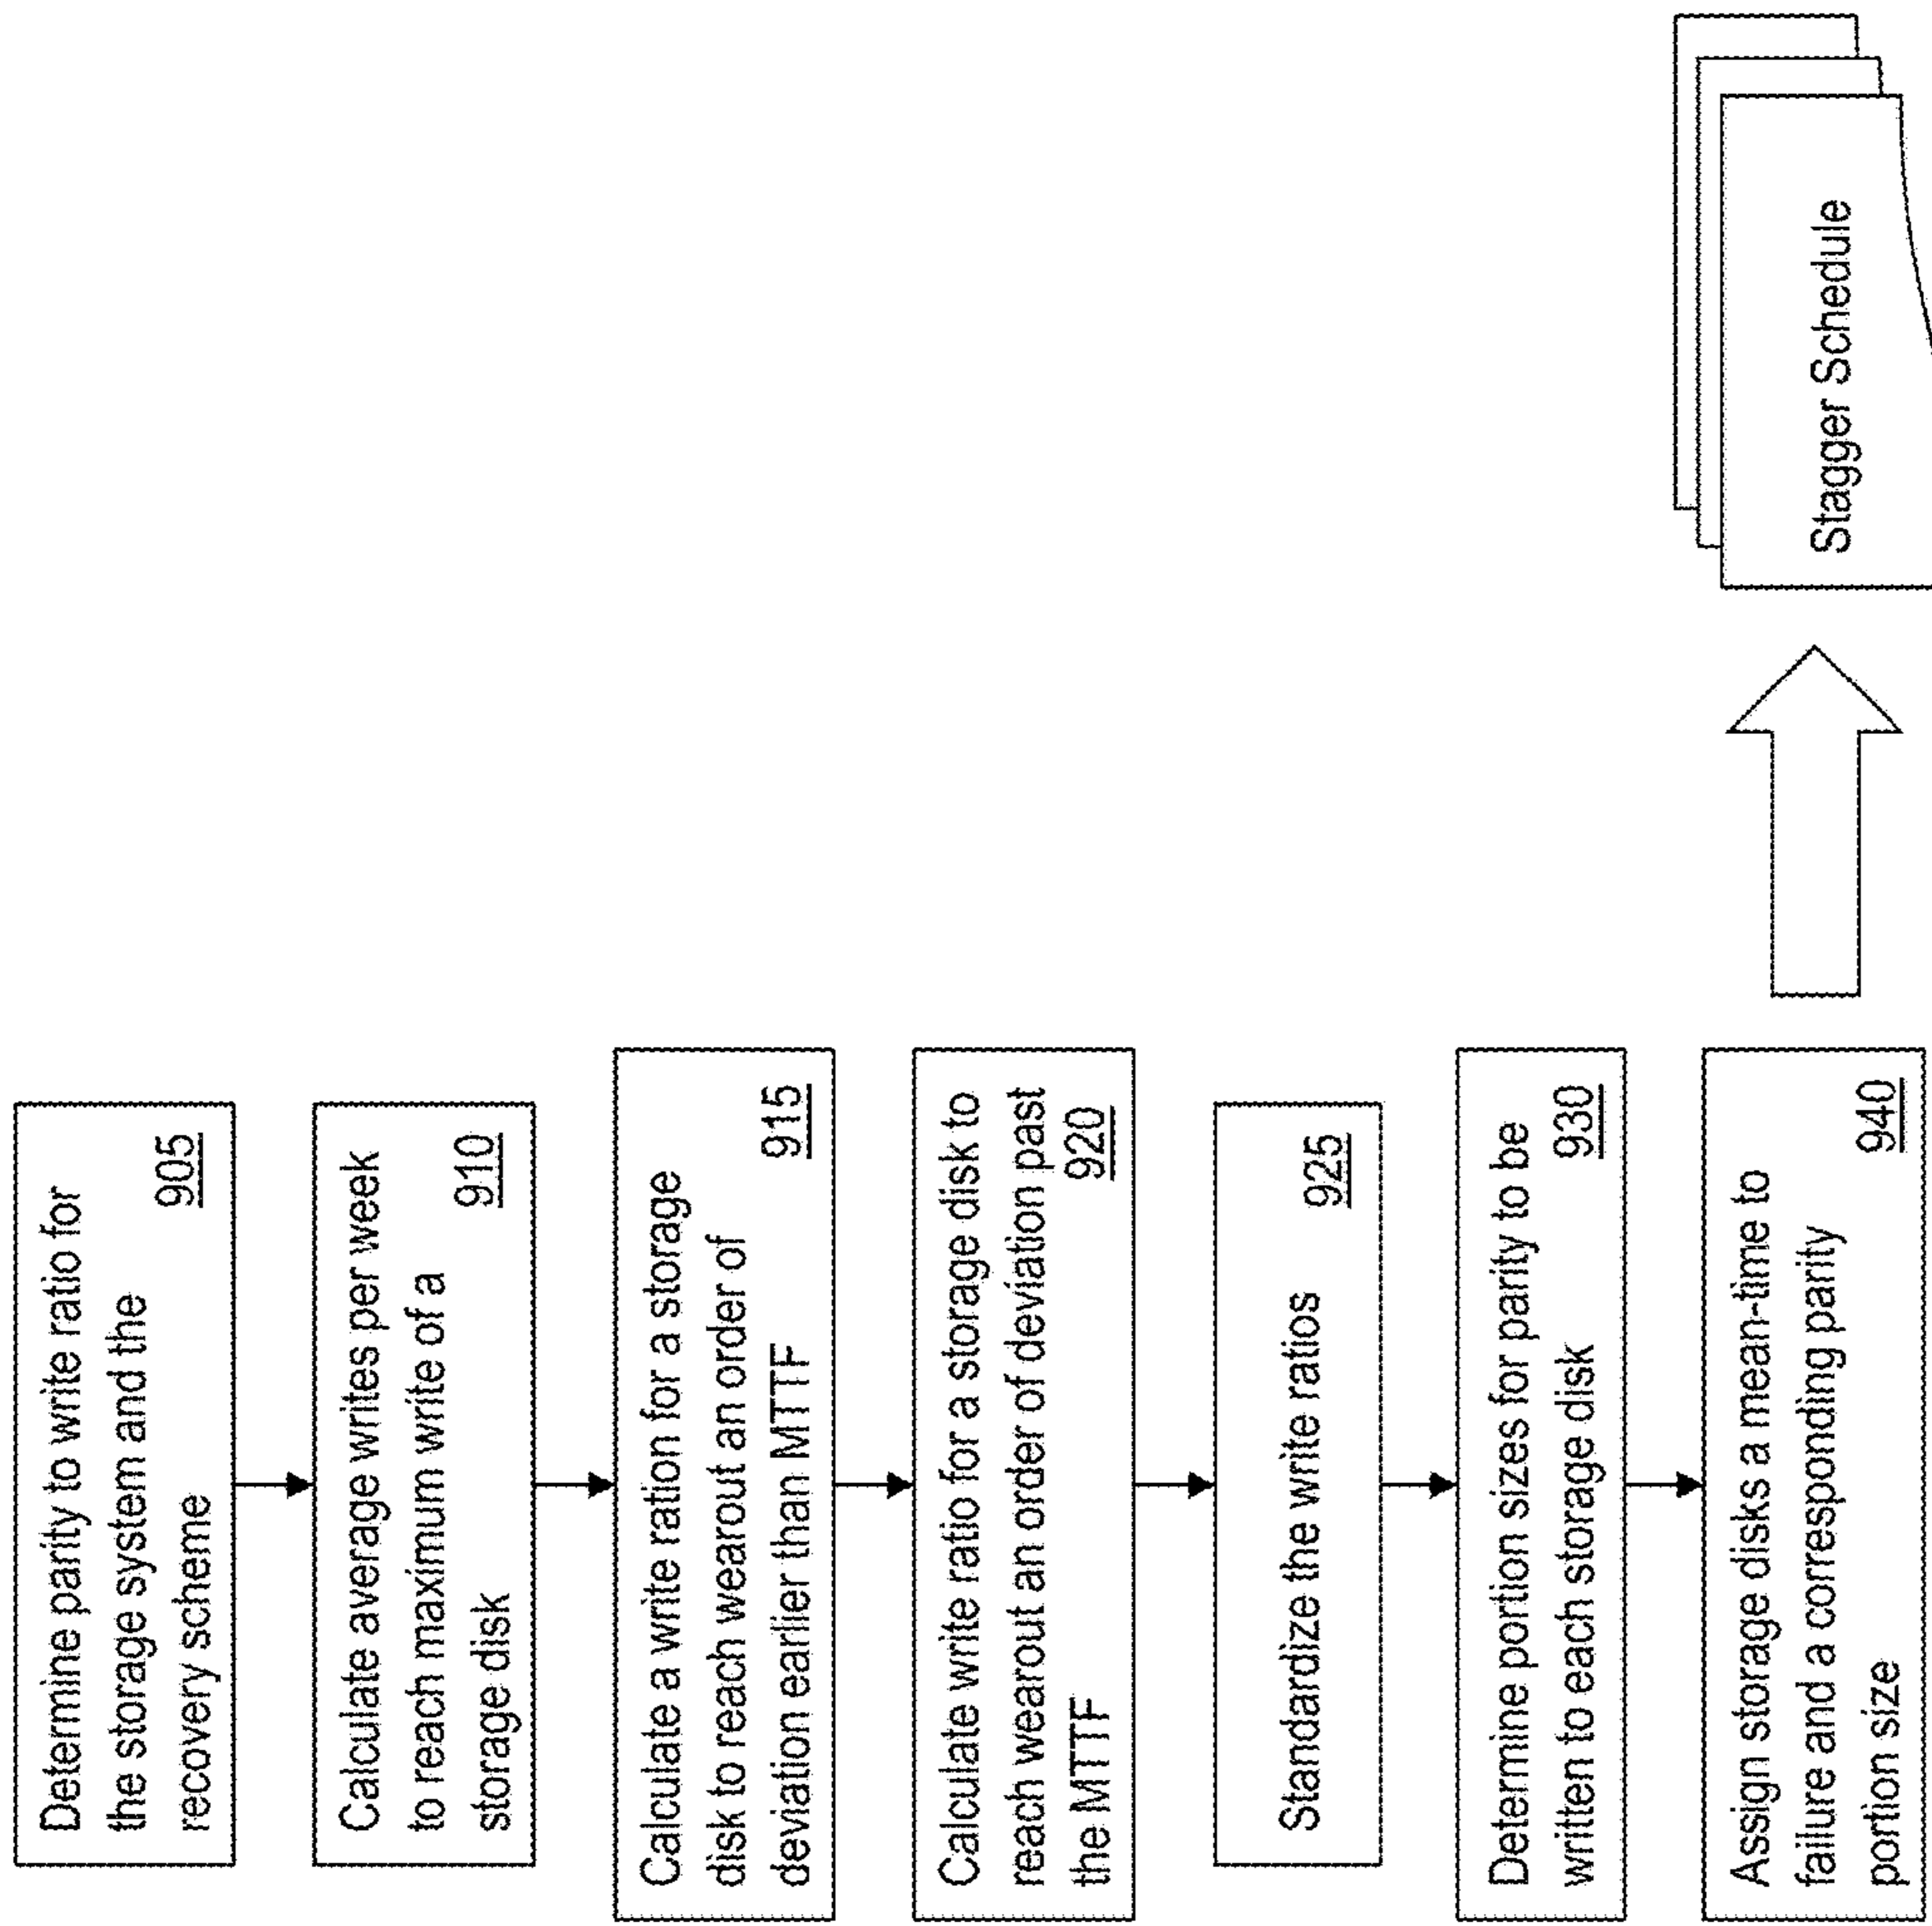 Determine parity to write ratio for
the storage system and the
recovery scheme
905
Calculate average writes per week
to reach maximum write of a
storage disk
910
Calculate a write ration for a storage
disk to reach wearout an order of
deviation earlier than MTTF
915
Calculate write ratio for a storage disk to
reach wearout an order of deviation past
the MTTF
920
Standardize the write ratios
925
Determine portion sizes for parity to be
written to each storage disk
930
Assign storage disks a mean-time to
failure and a corresponding parity
portion size
940
Stagger Schedule